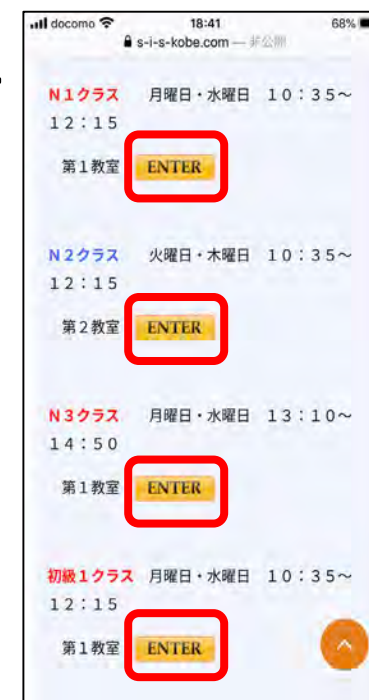 docomo 18:41 68%
s-i-s-kobe.com — 非公開
N1クラス 月曜日・水曜日 10:35～
12:15
第1教室 ENTER
N2クラス 火曜日・木曜日 10:35～
12:15
第2教室 ENTER
N3クラス 月曜日・水曜日 13:10～
14:50
第1教室 ENTER
初級1クラス 月曜日・水曜日 10:35～
12:15
第1教室 ENTER